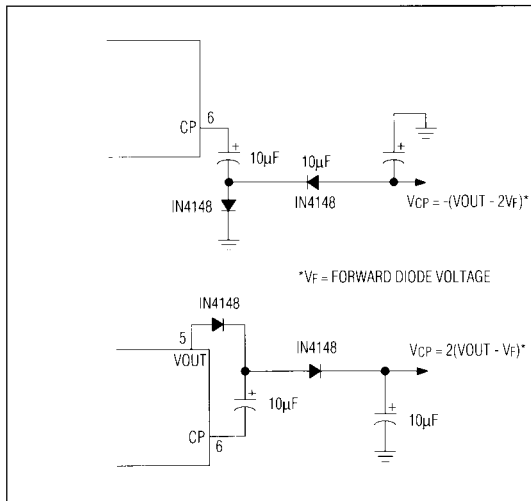 6
CP
+
+
10µF
10µF
IN4148
IN4148
VCP = -(VOUT - 2VF)*
*VF = FORWARD DIODE VOLTAGE
IN4148
5
VOUT
IN4148
VCP = 2(VOUT - VF)*
+
+
10µF
10µF
CP
6